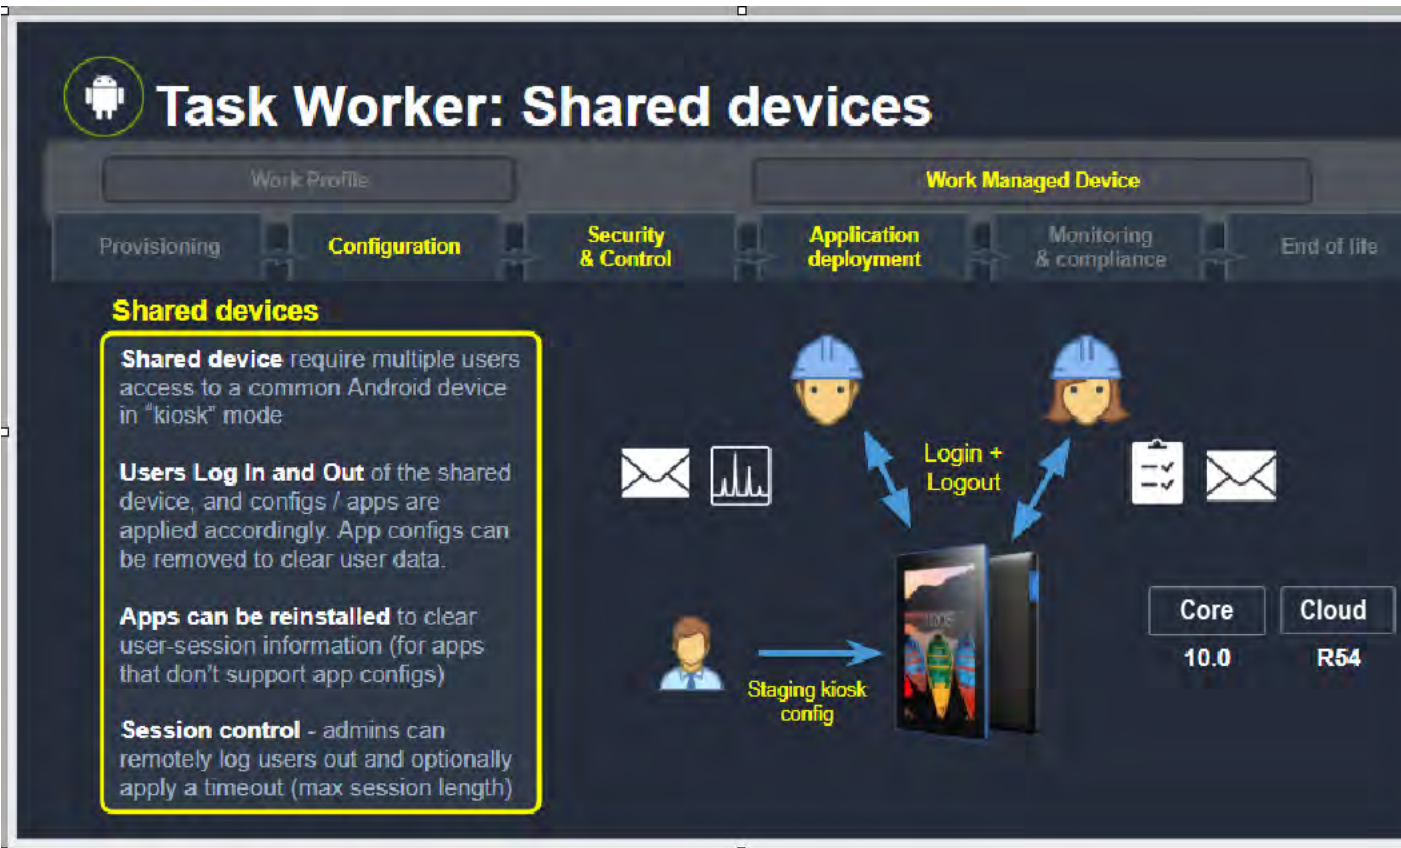 Task Worker: Shared devices
Work Profile
Work Managed Device
Provisioning
Configuration
Security
& Control
Application
deployment
Monitoring
& compliance
End of life
Shared devices
Shared device require multiple users
access to a common Android device
in “kiosk” mode
Users Log In and Out of the shared
device, and configs / apps are
applied accordingly. App configs can
be removed to clear user data.
Apps can be reinstalled to clear
user-session information (for apps
that don't support app configs)
Session control - admins can
remotely log users out and optionally
apply a timeout (max session length)
Login +
Logout
Staging kiosk
config
Core
Cloud
10.0
R54